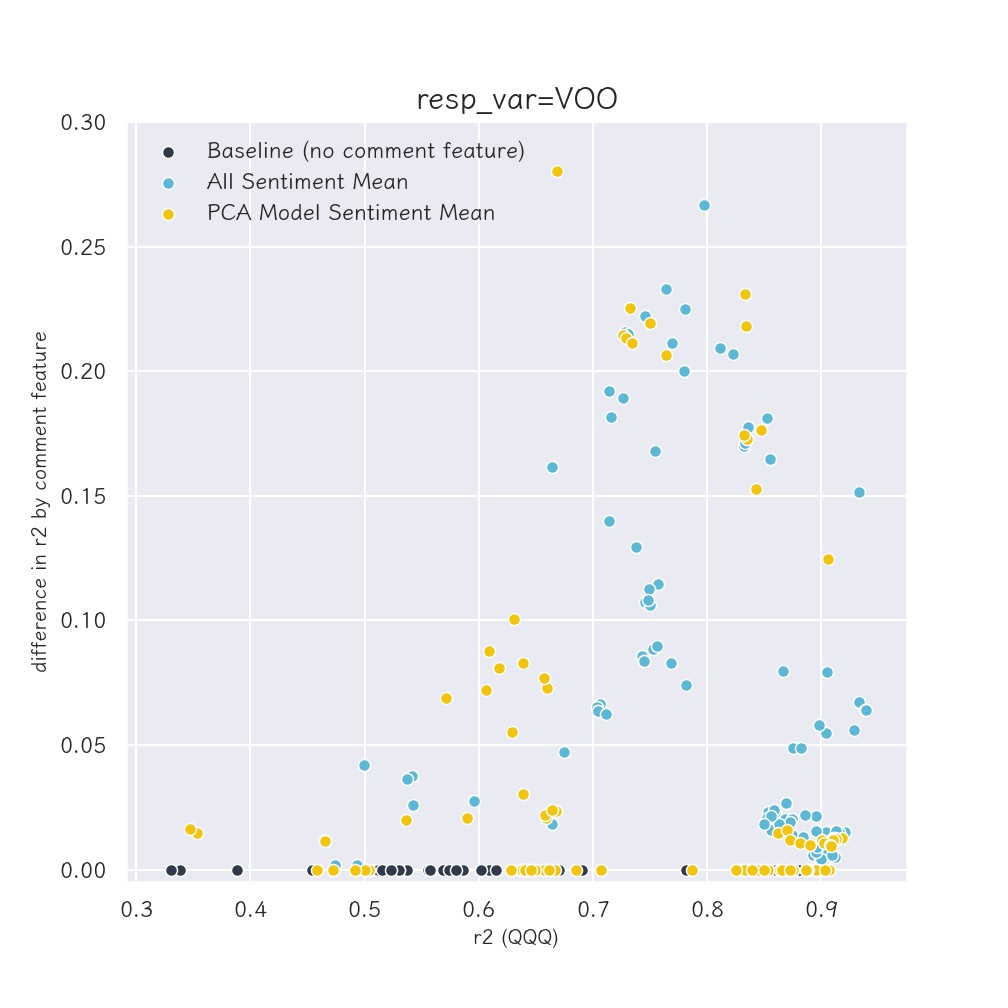 resp_var=VOO
Baseline (no comment feature)
All Sentiment Mean
PCA Model Sentiment Mean
difference in r2 by comment feature
0.30
0.25
0.20
0.15
0.10
0.05
0.00
0.3 0.4 0.5 0.6 0.7 0.8 0.9
r2 (QQQ)